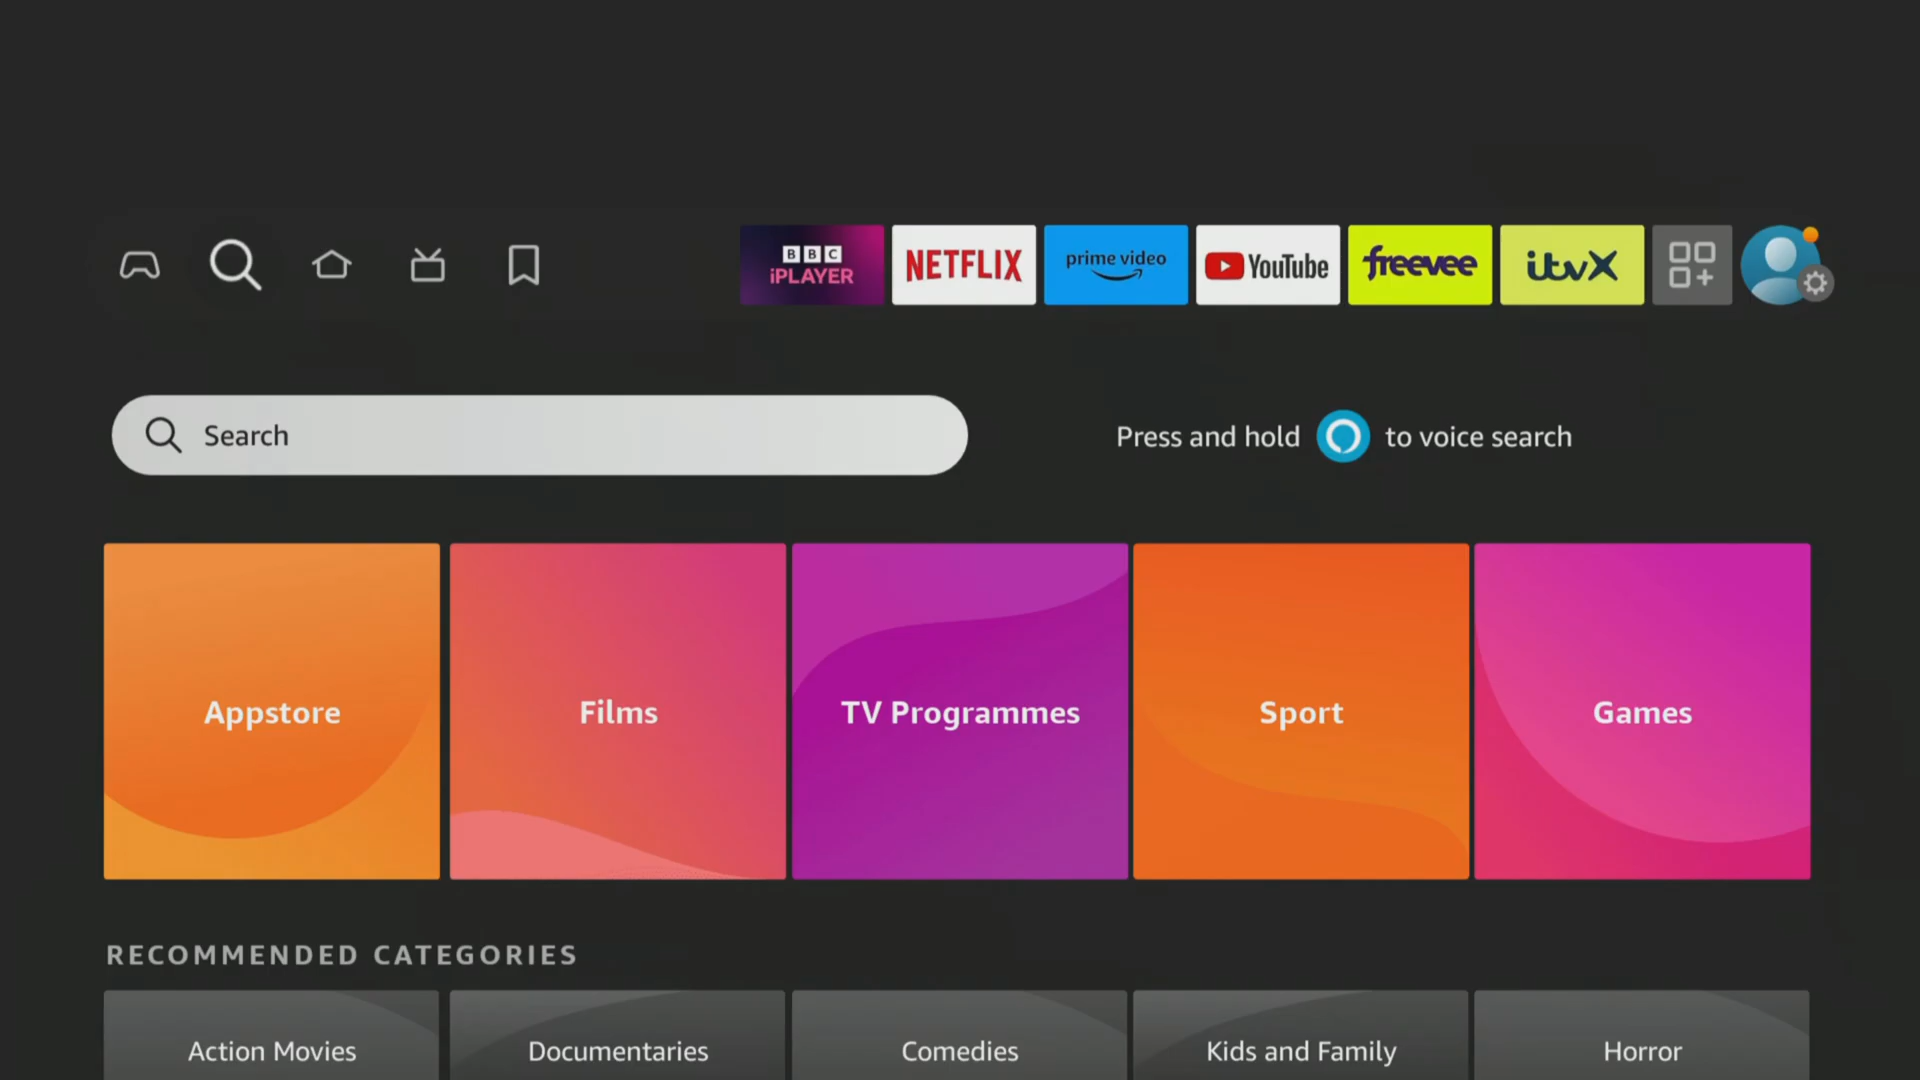 BBC
iPLAYER
NETFLIX
prime video
YouTube
freevee
itvX
Search
Press and hold to voice search
Appstore
Films
TV Programmes
Sport
Games
RECOMMENDED CATEGORIES
Action Movies
Documentaries
Comedies
Kids and Family
Horror